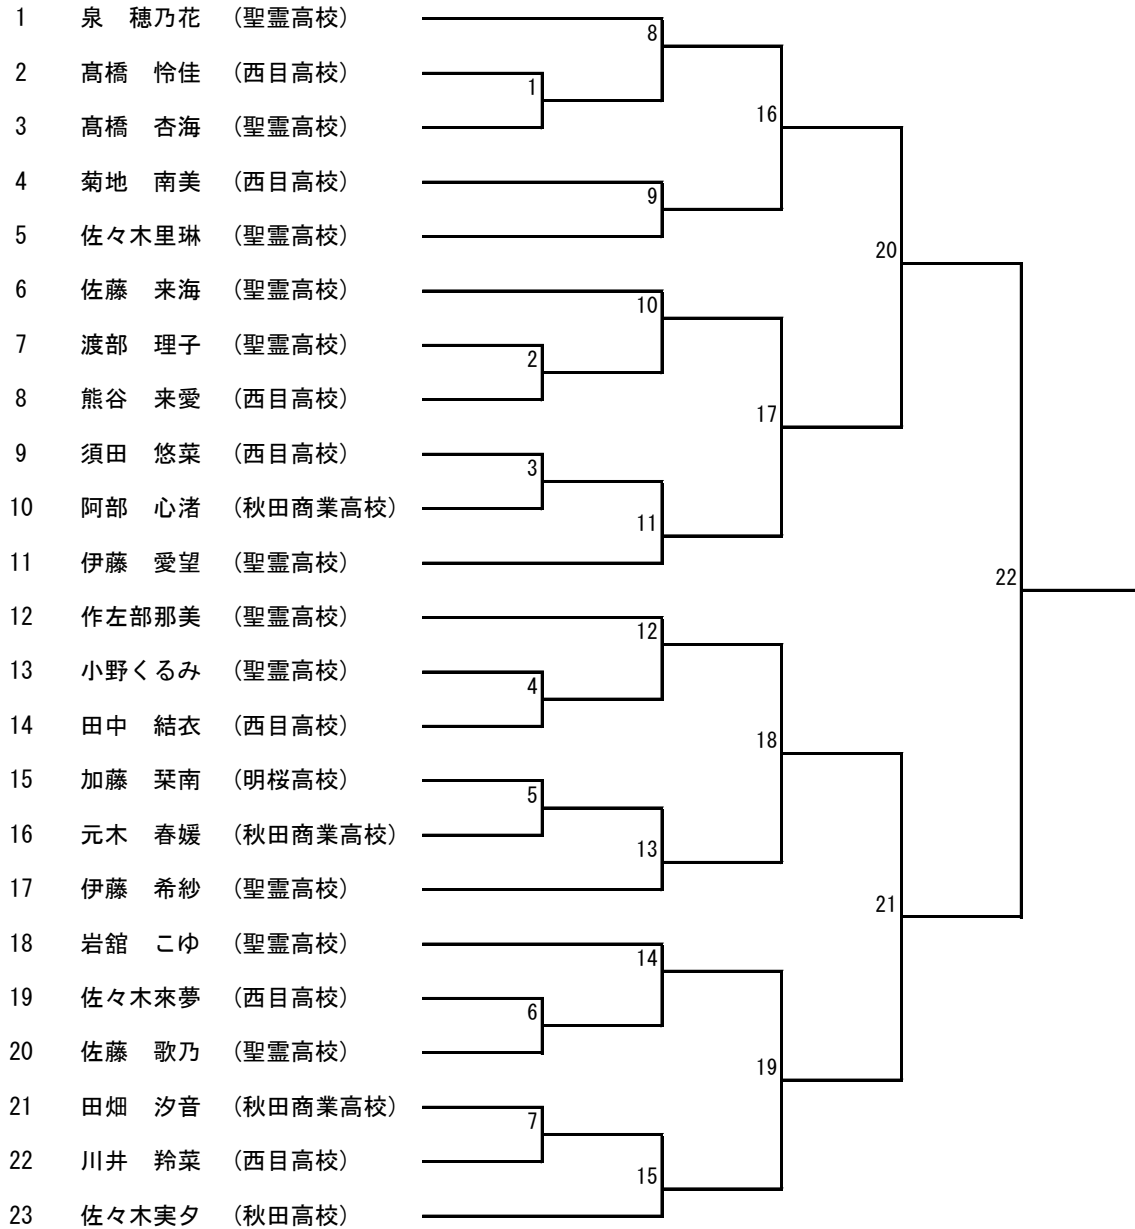 1 泉　穂乃花 (聖霊高校)
8
2 髙橋　怜佳 (西目高校)
1
3 髙橋　杏海 (聖霊高校)
16
4 菊地　南美 (西目高校)
9
5 佐々木里琳 (聖霊高校)
20
6 佐藤　来海 (聖霊高校)
10
7 渡部　理子 (聖霊高校)
2
8 熊谷　来愛 (西目高校)
17
9 須田　悠菜 (西目高校)
3
10 阿部　心渚 (秋田商業高校)
11
11 伊藤　愛望 (聖霊高校)
22
12 作左部那美 (聖霊高校)
12
13 小野くるみ (聖霊高校)
4
14 田中　結衣 (西目高校)
18
15 加藤　栞南 (明桜高校)
5
16 元木　春媛 (秋田商業高校)
13
17 伊藤　希紗 (聖霊高校)
21
18 岩舘　こゆ (聖霊高校)
14
19 佐々木來夢 (西目高校)
6
20 佐藤　歌乃 (聖霊高校)
19
21 田畑　汐音 (秋田商業高校)
7
22 川井　羚菜 (西目高校)
15
23 佐々木実夕 (秋田高校)